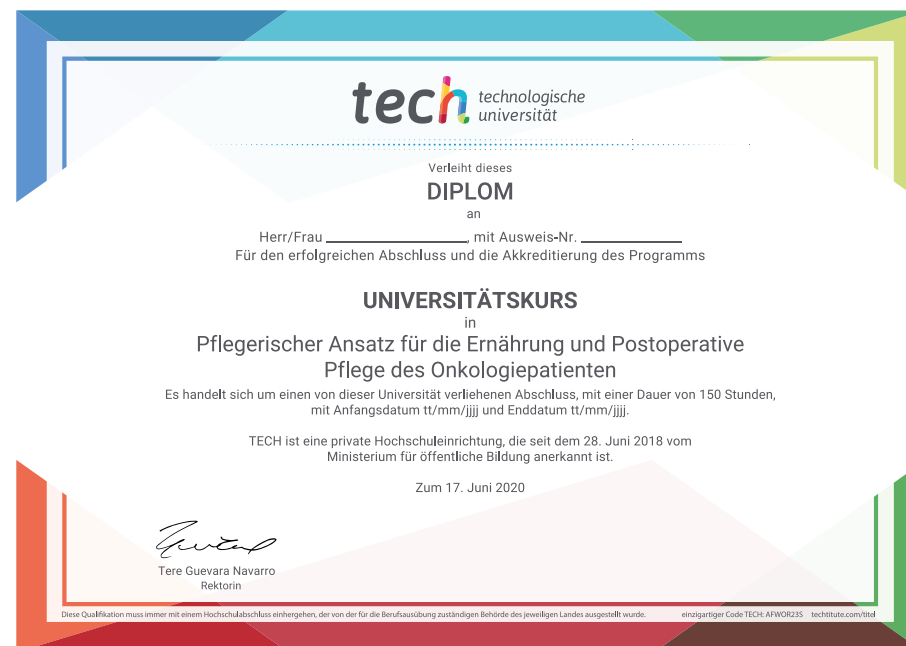 tech technologische
universität
Verleiht dieses
DIPLOM
an
Herr/Frau ____________________, mit Ausweis-Nr. ______________
Für den erfolgreichen Abschluss und die Akkreditierung des Programms
UNIVERSITÄTSKURS
in
Pflegerischer Ansatz für die Ernährung und Postoperative
Pflege des Onkologiepatienten
Es handelt sich um einen von dieser Universität verliehenen Abschluss, mit einer Dauer von 150 Stunden,
mit Anfangsdatum tt/mm/jjjj und Enddatum tt/mm/jjjj.
TECH ist eine private Hochschuleinrichtung, die seit dem 28. Juni 2018 vom
Ministerium für öffentliche Bildung anerkannt ist.
Zum 17. Juni 2020
Tere Guevara Navarro
Rektorin
Diese Qualifikation muss immer mit einem Hochschulabschluss einhergehen, der von der für die Berufsausübung zuständigen Behörde des jeweiligen Landes ausgestellt wurde. einzigartiger Code TECH: AFWOR23S techtitute.com/titel